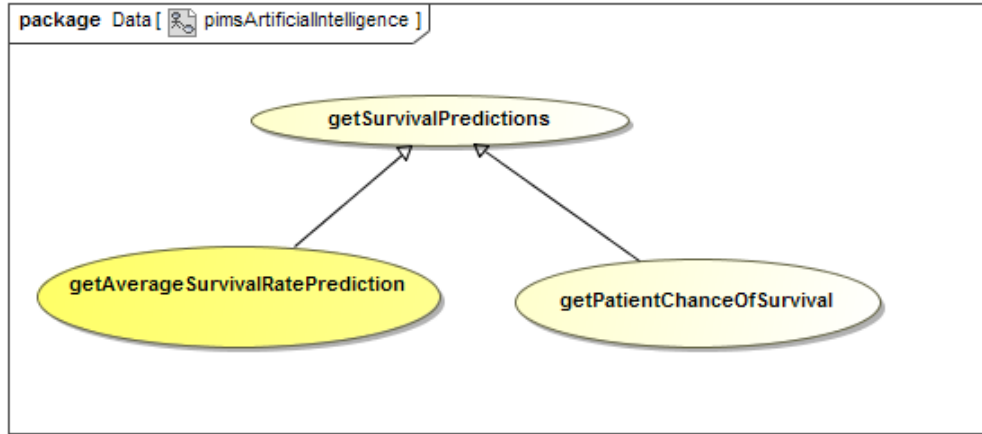 package Data [ pimsArtificialIntelligence ]
getSurvivalPredictions
getAverageSurvivalRatePrediction
getPatientChanceOfSurvival